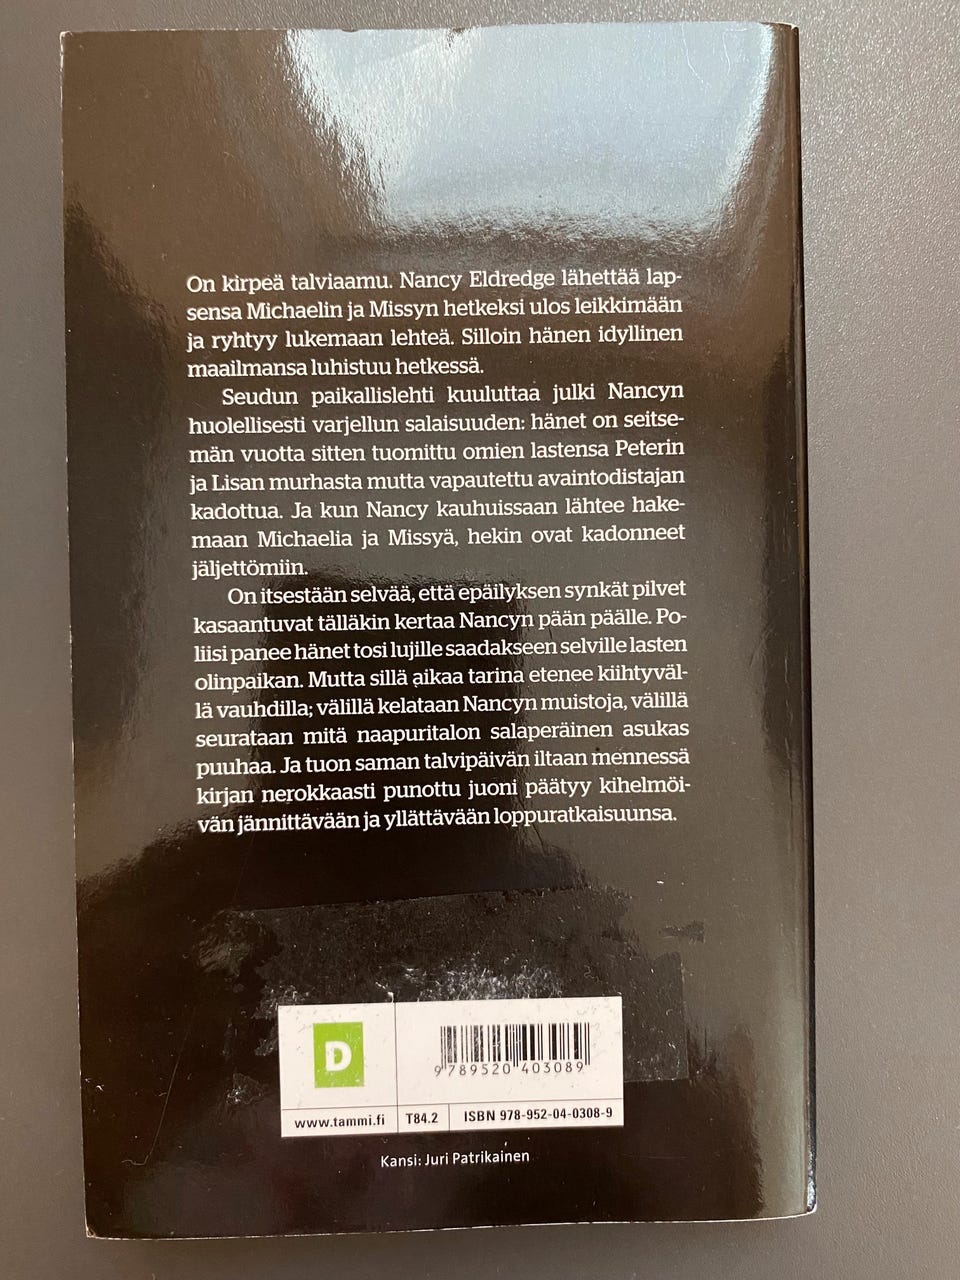 On kirpeä talviaamu. Nancy Eldredge lähettää lap-
sensa Michaelin ja Missyn hetkeksi ulos leikkimään
ja ryhtyy lukemaan lehteä. Silloin hänen idyllinen
maailmansa luhistuu hetkessä.
Seudun paikallislehti kuuluttaa julki Nancyn
huolellisesti varjellun salaisuuden: hänet on seitse-
män vuotta sitten tuomittu omien lastensa Peterin
ja Lisan murhasta mutta vapautettu avaintodistajan
kadottua. Ja kun Nancy kauhuissaan lähtee hake-
maan Michaelia ja Missyä, hekin ovat kadonneet
jäljettömiin.
On itsestään selvää, että epäilyksen synkät pilvet
kasaantuvat tälläkin kertaa Nancyn pään päälle. Po-
liisi panee hänet tosi lujille saadakseen selville lasten
olinpaikan. Mutta sillä aikaa tarina etenee kiihtyväl-
lä vauhdilla; välillä kelataan Nancyn muistoja, välillä
seurataan mitä naapuritalon salaperäinen asukas
puuhaa. Ja tuon saman talvipäivän iltaan mennessä
kirjan nerokkaasti punottu juoni päätyy kihelmöi-
vän jännittävään ja yllättävään loppuratkaisuunsa.
D
9 789520 403089
www.tammi.fi T84.2 ISBN 978-952-04-0308-9
Kansi: Juri Patrikainen